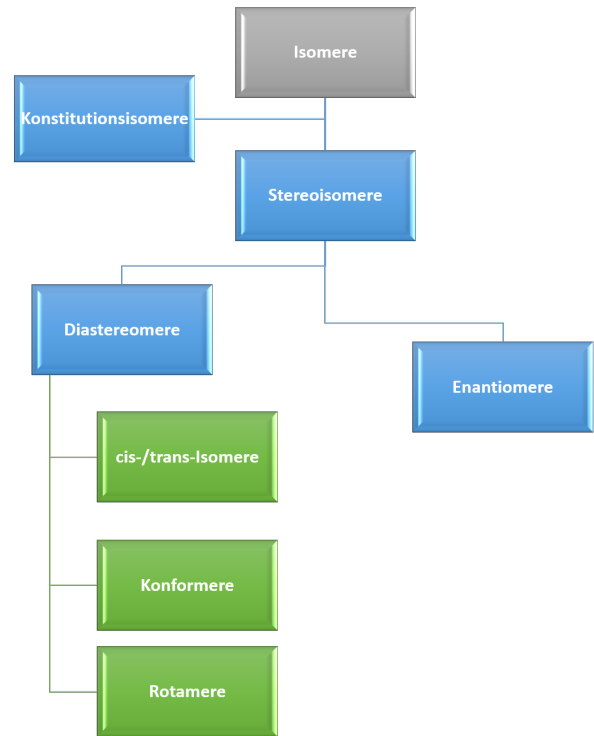 Isomere
Konstitutionsisomere
Stereoisomere
Diastereomere
Enantiomere
cis-/trans-Isomere
Konformere
Rotamere